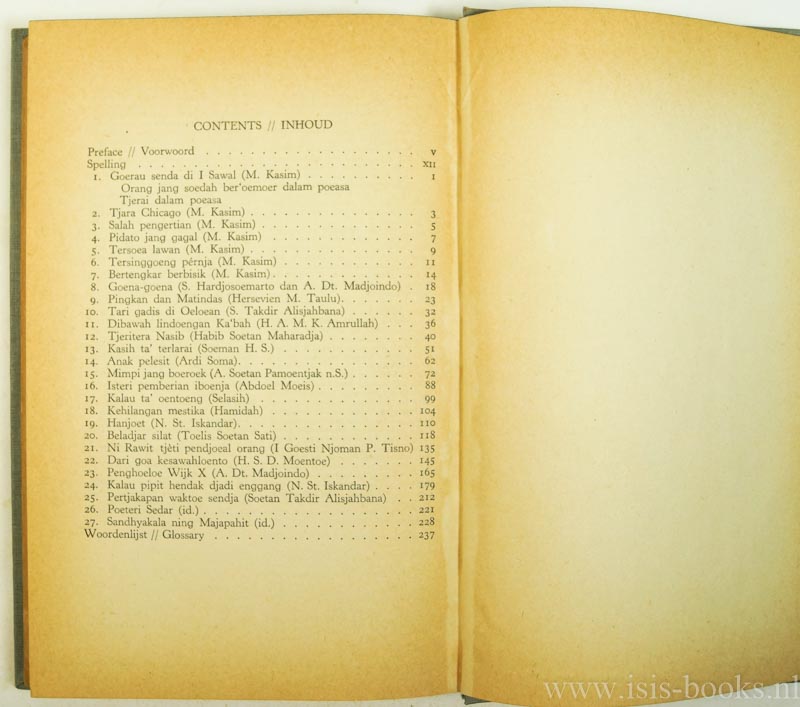 CONTENTS // INHOUD
Preface // Voorwoord . . . . . . . . . . . . . . . . . . v
Spelling . . . . . . . . . . . . . . . . . . . . . . . XII
1. Goerau senda di I Sawal (M. Kasim) . . . . . . . . . . 1
Orang jang soedah ber'oemoer dalam poeasa
Tjerai dalam poeasa
2. Tjara Chicago (M. Kasim) . . . . . . . . . . . . . . 3
3. Salah pengertian (M. Kasim) . . . . . . . . . . . . . 5
4. Pidato jang gagal (M. Kasim) . . . . . . . . . . . . 7
5. Tersoea lawan (M. Kasim) . . . . . . . . . . . . . . 9
6. Tersinggoeng pérnja (M. Kasim) . . . . . . . . . . . 11
7. Bertengkar berbisik (M. Kasim) . . . . . . . . . . . . 14
8. Goena-goena (S. Hardjosoemarto dan A. Dt. Madjoindo) . 18
9. Pingkan dan Matindas (Hersevien M. Taulu) . . . . . . 23
10. Tari gadis di Oeloean (S. Takdir Alisjahbana) . . . . . . 32
11. Dibawah lindoengan Ka'bah (H. A. M. K. Amrullah) . . . 36
12. Tjeritera Nasib (Habib Soetan Maharadja) . . . . . . . 40
13. Kasih ta' terlarai (Soeman H. S.) . . . . . . . . . . . 51
14. Anak pelesit (Ardi Soma) . . . . . . . . . . . . . . 62
15. Mimpi jang boeroek (A. Soetan Pamoentjak n.S.) . . . . . 72
16. Isteri pemberian iboenja (Abdoel Moeis) . . . . . . . . 88
17. Kalau ta' oentoeng (Selasih) . . . . . . . . . . . . . 99
18. Kehilangan mestika (Hamidah) . . . . . . . . . . . . 104
19. Hanjoet (N. St. Iskandar) . . . . . . . . . . . . . . 110
20. Beladjar silat (Toelis Soetan Sati) . . . . . . . . . . . 118
21. Ni Rawit tjèti pendjoeal orang (I Goesti Njoman P. Tisno) 135
22. Dari goa kesawahloento (H. S. D. Moentoe) . . . . . . . 145
23. Penghoeloe Wijk X (A. Dt. Madjoindo) . . . . . . . . 165
24. Kalau pipit hendak djadi enggang (N. St. Iskandar) . . . . 179
25. Pertjakapan waktoe sendja (Soetan Takdir Alisjahbana) . . 212
26. Poeteri Sedar (id.) . . . . . . . . . . . . . . . . . 221
27. Sandhyakala ning Majapahit (id.) . . . . . . . . . . . 228
Woordenlijst // Glossary . . . . . . . . . . . . . . . . . 237
www.isis-books.nl